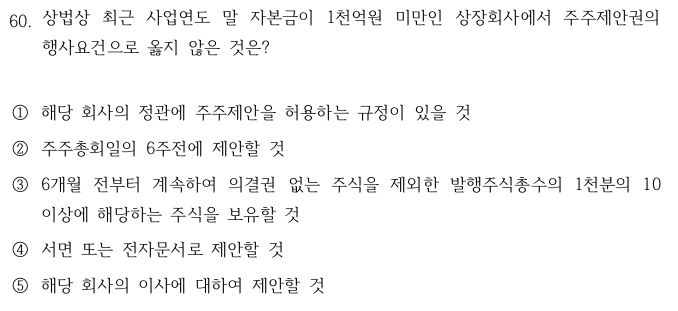 60. 상법상 최근 사업연도 말 자본금이 1천억원 미만인 상장회사에서 주주제안권의
행사요건으로 옳지 않은 것은?
① 해당 회사의 정관에 주주제안을 허용하는 규정이 있을 것
② 주주총회일의 6주전에 제안할 것
③ 6개월 전부터 계속하여 의결권 없는 주식을 제외한 발행주식총수의 1천분의 10
이상에 해당하는 주식을 보유할 것
④ 서면 또는 전자문서로 제안할 것
⑤ 해당 회사의 이사에 대하여 제안할 것